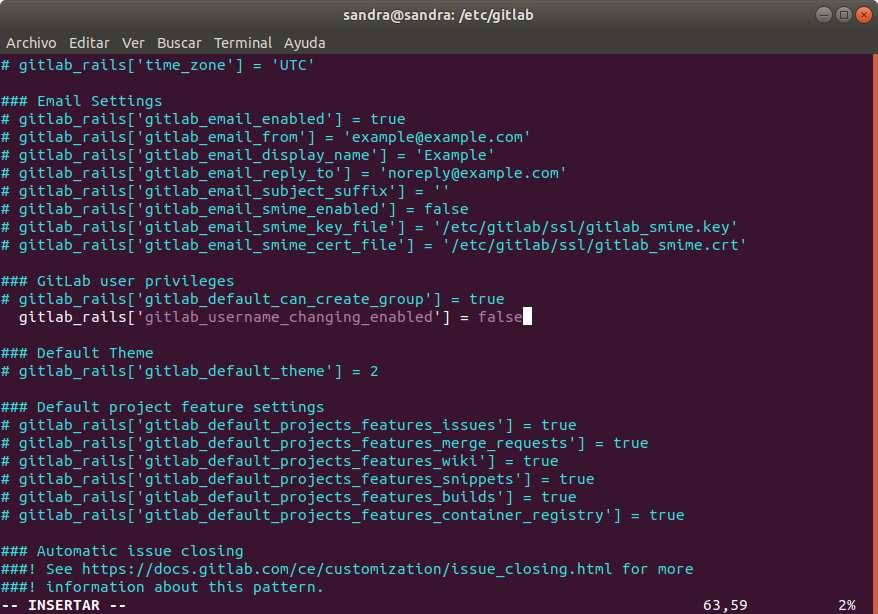 sandra@sandra: /etc/gitlab
Archivo Editar Ver Buscar Terminal Ayuda
# gitlab_rails['time_zone'] = 'UTC'
### Email Settings
# gitlab_rails['gitlab_email_enabled'] = true
# gitlab_rails['gitlab_email_from'] = 'example@example.com'
# gitlab_rails['gitlab_email_display_name'] = 'Example'
# gitlab_rails['gitlab_email_reply_to'] = 'noreply@example.com'
# gitlab_rails['gitlab_email_subject_suffix'] = ''
# gitlab_rails['gitlab_email_smime_enabled'] = false
# gitlab_rails['gitlab_email_smime_key_file'] = '/etc/gitlab/ssl/gitlab_smime.key'
# gitlab_rails['gitlab_email_smime_cert_file'] = '/etc/gitlab/ssl/gitlab_smime.crt'
### GitLab user privileges
# gitlab_rails['gitlab_default_can_create_group'] = true
gitlab_rails['gitlab_username_changing_enabled'] = false
### Default Theme
# gitlab_rails['gitlab_default_theme'] = 2
### Default project feature settings
# gitlab_rails['gitlab_default_projects_features_issues'] = true
# gitlab_rails['gitlab_default_projects_features_merge_requests'] = true
# gitlab_rails['gitlab_default_projects_features_wiki'] = true
# gitlab_rails['gitlab_default_projects_features_snippets'] = true
# gitlab_rails['gitlab_default_projects_features_builds'] = true
# gitlab_rails['gitlab_default_projects_features_container_registry'] = true
### Automatic issue closing
###! See https://docs.gitlab.com/ce/customization/issue_closing.html for more
###! information about this pattern.
-- INSERTAR -- 63,59 2%